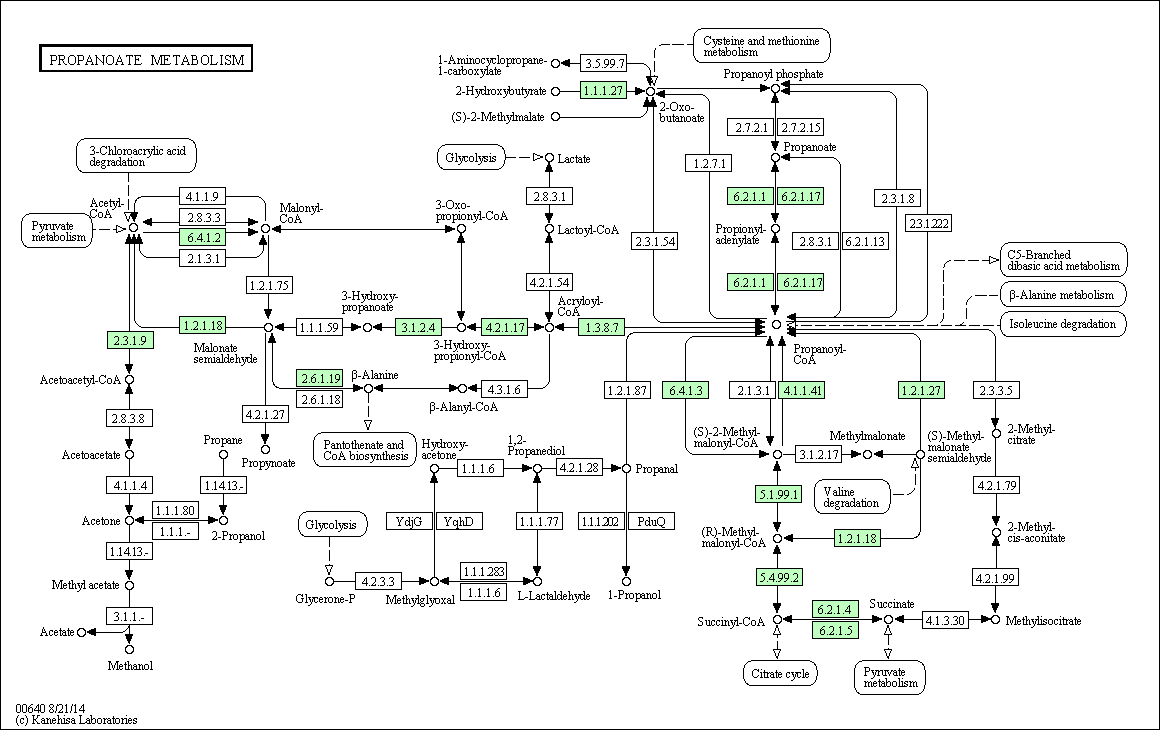 PROPANOATE METABOLISM
Cysteine and methionine
metabolism
1-Aminocyclopropane-
1-carboxylate
3.5.99.7
Propanoyl phosphate
2-Hydroxybutyrate
1.1.1.27
2-Oxo-
butanoate
(S)-2-Methylmalate
2.7.2.1
2.7.2.15
3-Chloroacrylic acid
degradation
Glycolysis
Lactate
Propanoate
1.2.7.1
4.1.1.9
2.8.3.1
6.2.1.1
6.2.1.17
2.3.1.8
Acetyl-
CoA
Malonyl-
CoA
3-Oxo-
propionyl-CoA
2.8.3.3
2.3.1.222
Pyruvate
metabolism
6.4.1.2
Lactoyl-CoA
Propionyl-
adenylate
2.3.1.54
2.8.3.1
6.2.1.13
2.1.3.1
C5-Branched
dibasic acid metabolism
1.2.1.75
4.2.1.54
6.2.1.1
6.2.1.17
β-Alanine metabolism
3-Hydroxy-
propanoate
Acryloyl-
CoA
1.2.1.18
1.1.1.59
3.1.2.4
4.2.1.17
1.3.8.7
Isoleucine degradation
2.3.1.9
Malonate
semialdehyde
3-Hydroxy-
propionyl-CoA
Propanoyl-
CoA
Acetoacetyl-CoA
2.6.1.19
β-Alanine
2.6.1.18
4.3.1.6
1.2.1.87
6.4.1.3
2.1.3.1
4.1.1.41
1.2.1.27
2.3.3.5
β-Alanyl-CoA
2.8.3.8
4.2.1.27
Propane
Pantothenate and
CoA biosynthesis
Hydroxy-
acetone
1,2-
Propanediol
(S)-2-Methyl-
malonyl-CoA
Methylmalonate
(S)-Methyl-
malonate
semialdehyde
2-Methyl-
citrate
Acetoacetate
Propynoate
1.1.1.6
4.2.1.28
Propanal
3.1.2.17
4.1.1.4
1.14.13.-
5.1.99.1
Valine
degradation
4.2.1.79
1.1.1.80
Acetone
1.1.1.-
2-Propanol
Glycolysis
YdjG
YqhD
1.1.1.77
1.1.1.202
PduQ
(R)-Methyl-
malonyl-CoA
1.2.1.18
2-Methyl-
cis-aconitate
1.14.13.-
Methyl acetate
4.2.3.3
1.1.1.283
1.1.1.6
5.4.99.2
4.2.1.99
Glycerone-P
Methylglyoxal
L-Lactaldehyde
1-Propanol
3.1.1.-
6.2.1.4
Succinate
Acetate
Succinyl-CoA
6.2.1.5
4.1.3.30
Methylisocitrate
Methanol
Citrate cycle
Pyruvate
metabolism
00640 8/21/14
(c) Kanehisa Laboratories